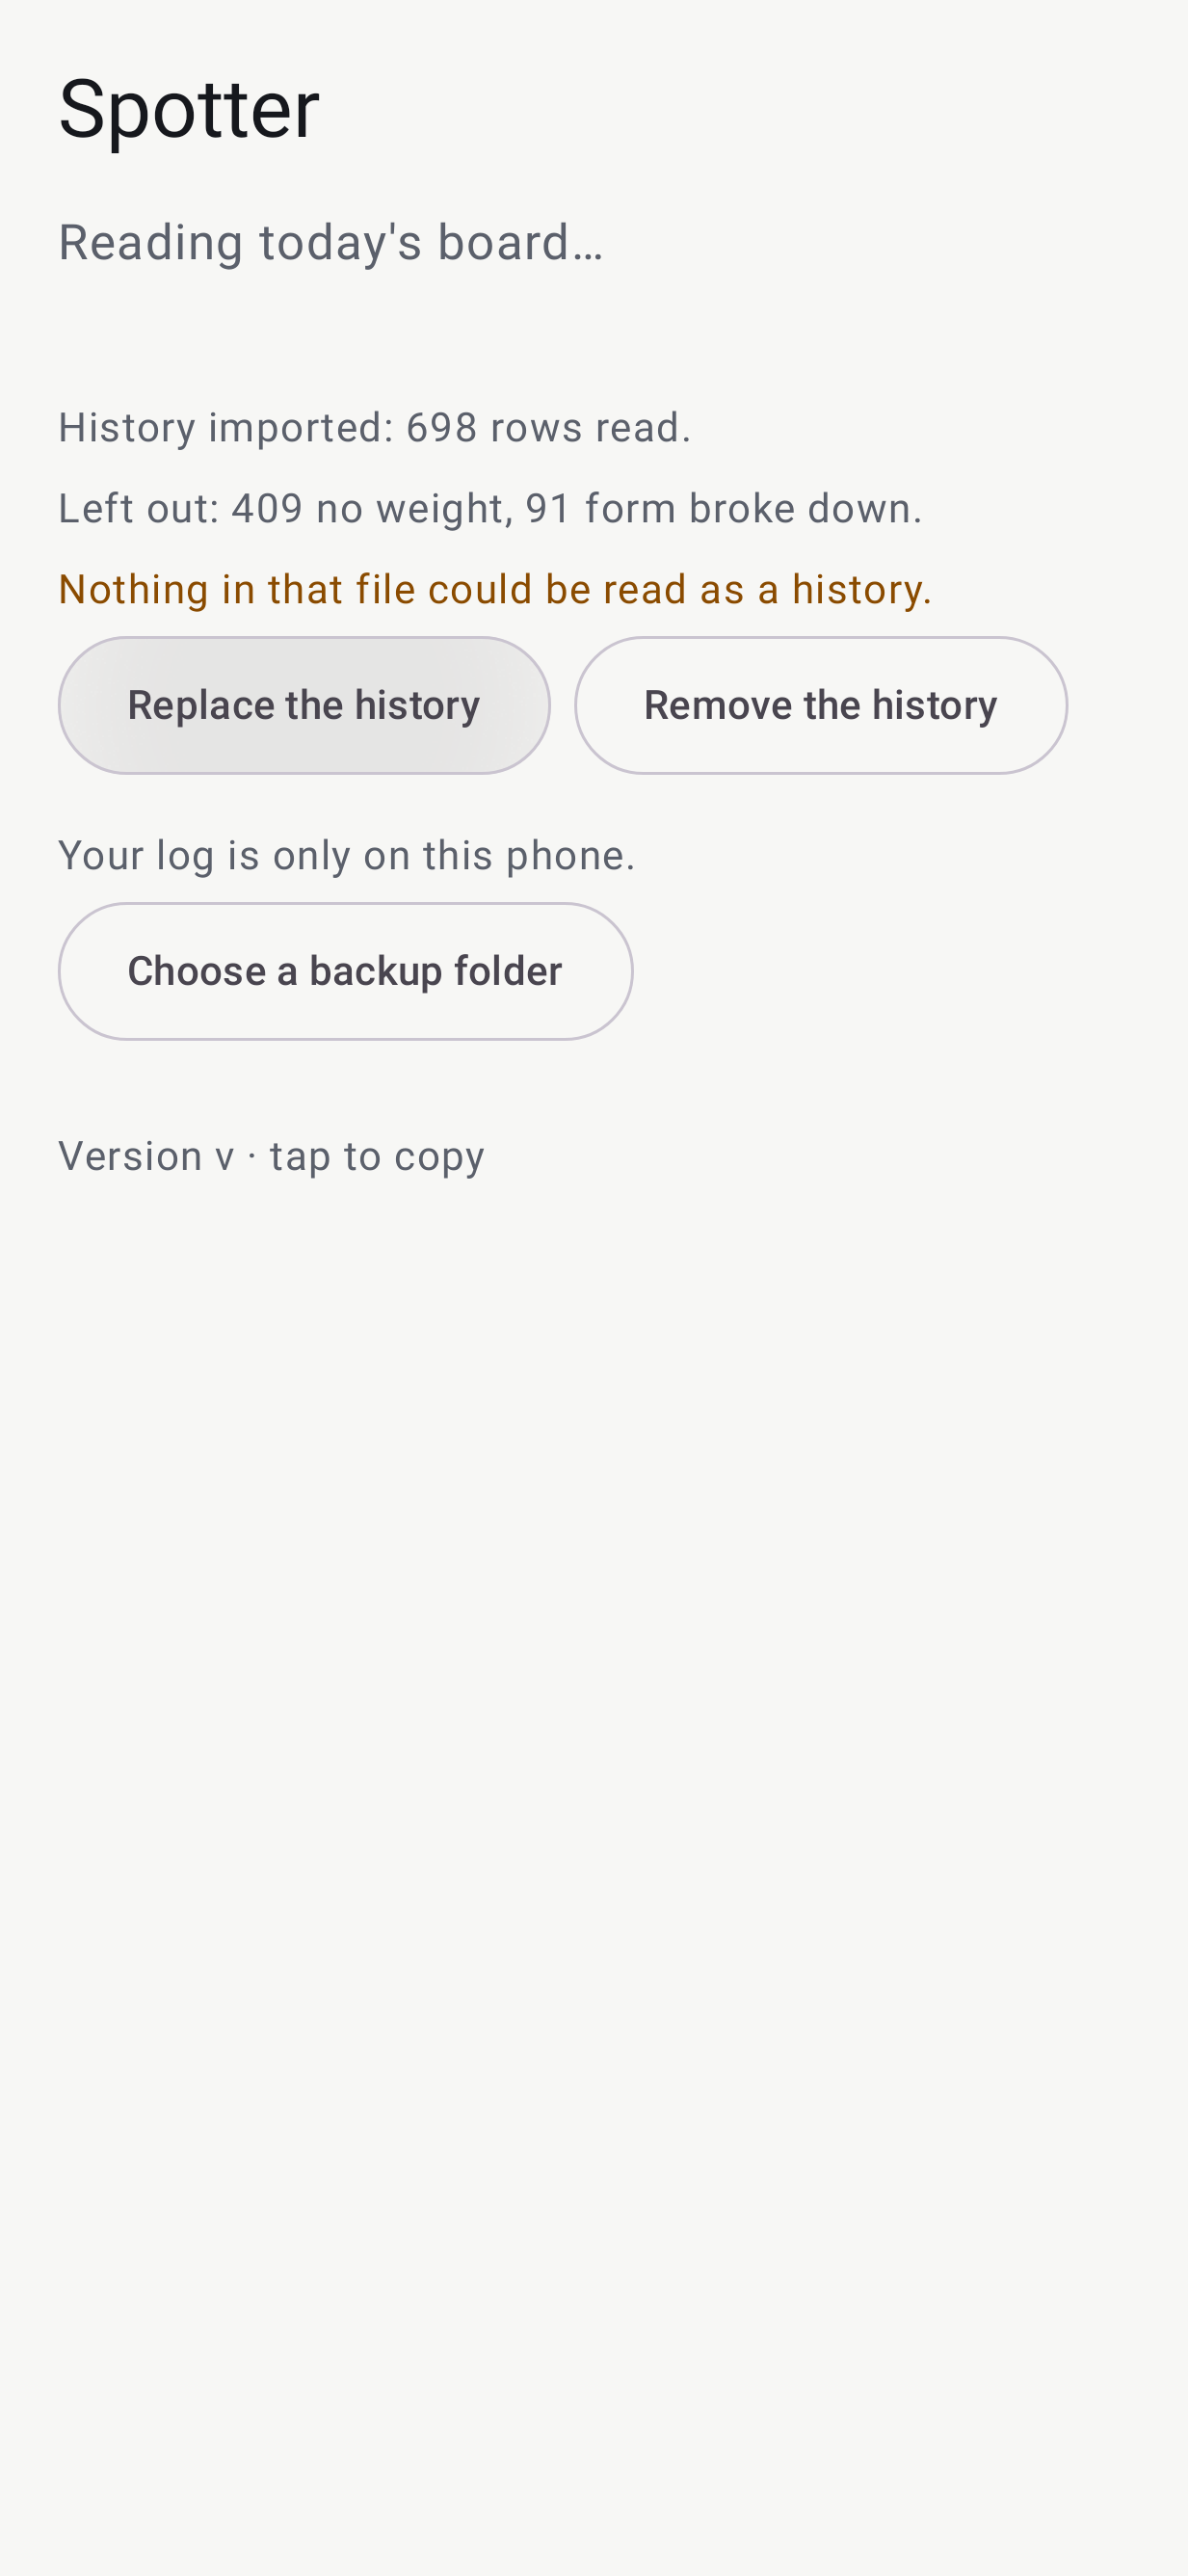 Spotter
Reading today's board…
History imported: 698 rows read.
Left out: 409 no weight, 91 form broke down.
Nothing in that file could be read as a history.
Replace the history
Remove the history
Your log is only on this phone.
Choose a backup folder
Version v · tap to copy